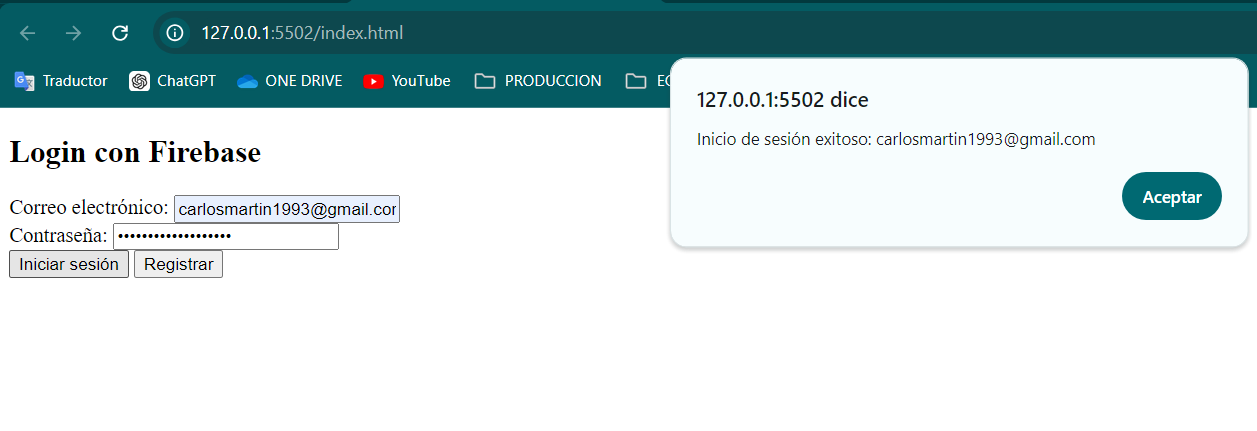 127.0.0.1:5502/index.html
Traductor ChatGPT ONE DRIVE YouTube PRODUCCION
127.0.0.1:5502 dice
Inicio de sesión exitoso: carlosmartin1993@gmail.com
Aceptar
Login con Firebase
Correo electrónico: carlosmartin1993@gmail.cor
Contraseña: •••••••••••••••••••
Iniciar sesión Registrar